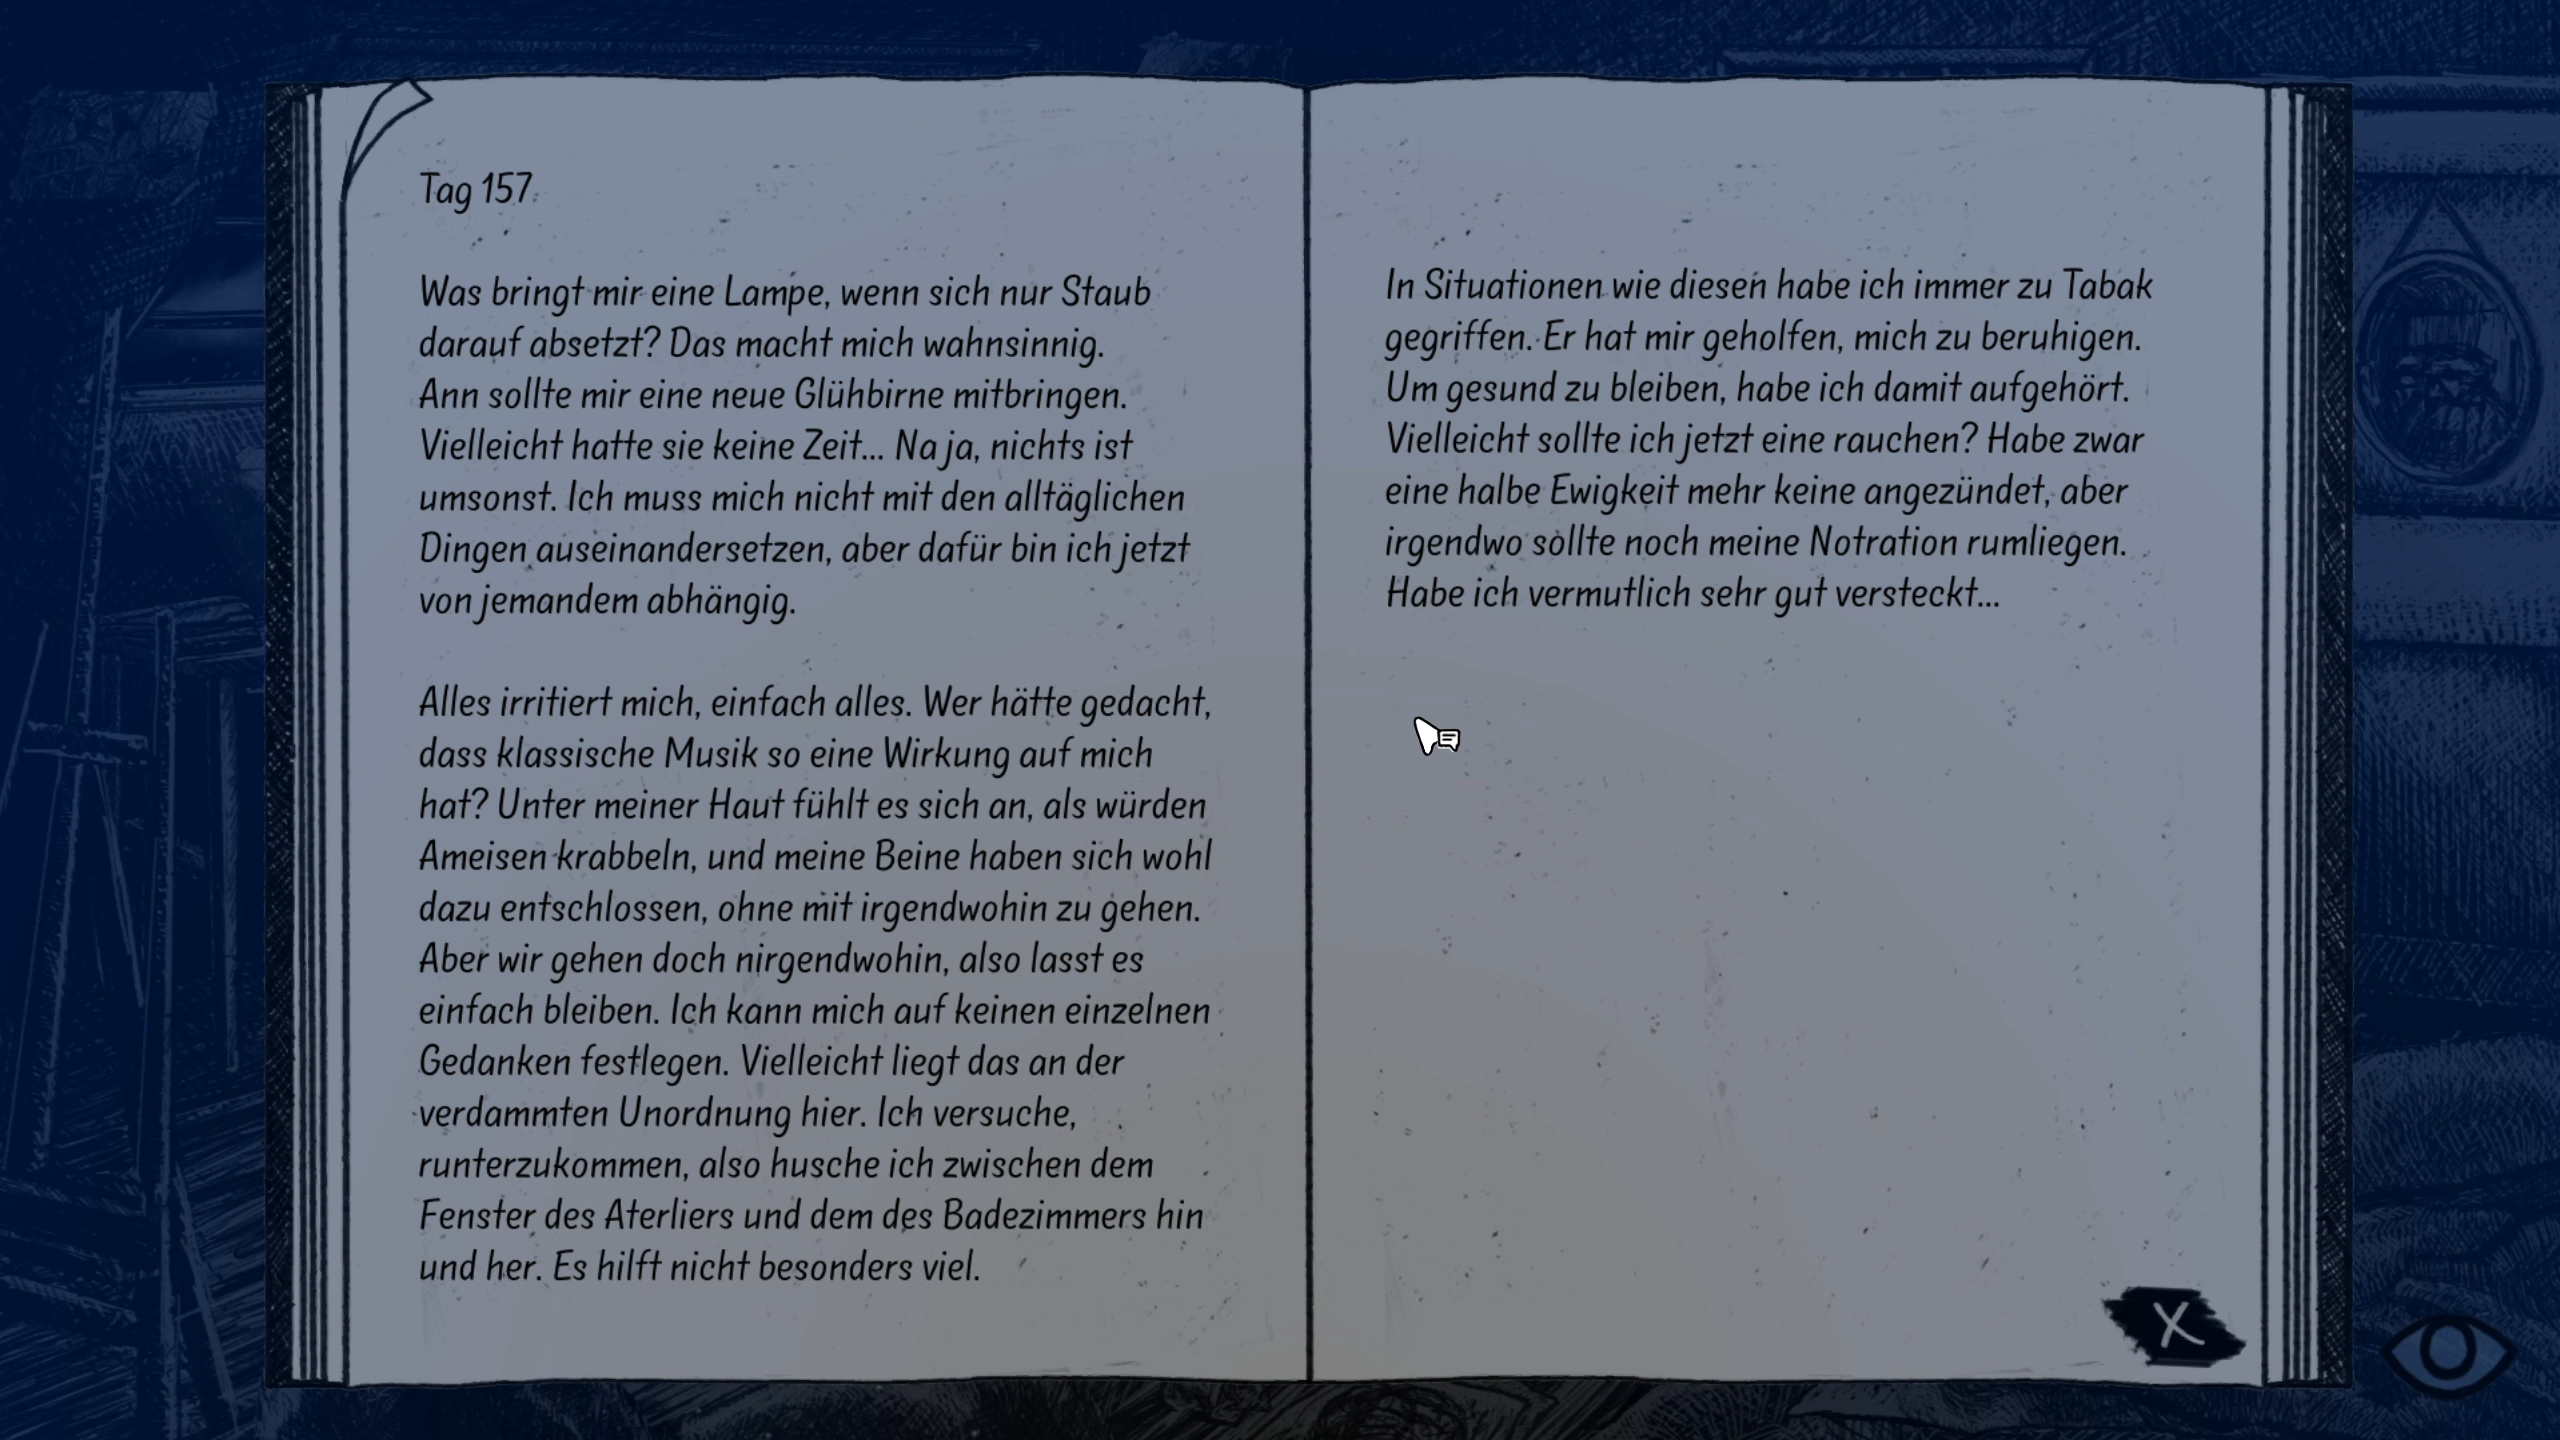 Tag 157
Was bringt mir eine Lampe, wenn sich nur Staub
darauf absetzt? Das macht mich wahnsinnig.
Ann sollte mir eine neue Glühbirne mitbringen.
Vielleicht hatte sie keine Zeit... Na ja, nichts ist
umsonst. Ich muss mich nicht mit den alltäglichen
Dingen auseinandersetzen, aber dafür bin ich jetzt
von jemandem abhängig.
Alles irritiert mich, einfach alles. Wer hätte gedacht,
dass klassische Musik so eine Wirkung auf mich
hat? Unter meiner Haut fühlt es sich an, als würden
Ameisen krabbeln, und meine Beine haben sich wohl
dazu entschlossen, ohne mit irgendwohin zu gehen.
Aber wir gehen doch nirgendwohin, also lasst es
einfach bleiben. Ich kann mich auf keinen einzelnen
Gedanken festlegen. Vielleicht liegt das an der
verdammten Unordnung hier. Ich versuche,
runterzukommen, also husche ich zwischen dem
Fenster des Aterliers und dem des Badezimmers hin
und her. Es hilft nicht besonders viel.
In Situationen wie diesen habe ich immer zu Tabak
gegriffen. Er hat mir geholfen, mich zu beruhigen.
Um gesund zu bleiben, habe ich damit aufgehört.
Vielleicht sollte ich jetzt eine rauchen? Habe zwar
eine halbe Ewigkeit mehr keine angezündet, aber
irgendwo sollte noch meine Notration rumliegen.
Habe ich vermutlich sehr gut versteckt...
X